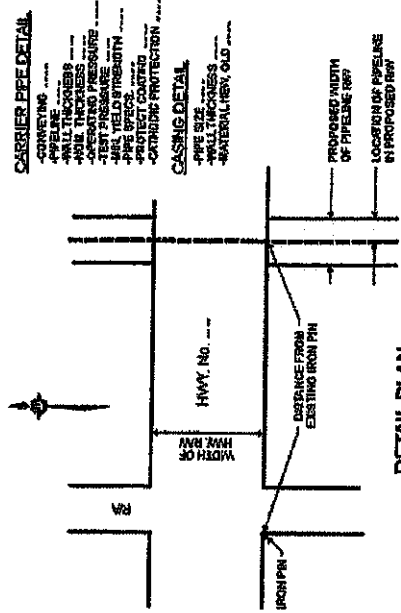 CARRIER PIPE DETAIL
-CONVEYING
-PIPELINE
-WALL THICKNESS
-NOM. THICKNESS
-OPERATING PRESSURE
-TEST PRESSURE
-MIN. YIELD STRENGTH
-PIPE SPECS.
-PROTECT COATING
-CATHODIC PROTECTION
CASING DETAIL
-PIPE SIZE
-WALL THICKNESS
-MATERIAL, NEW, OLD
PROPOSED WIDTH
OF PIPELINE R/W
LOCATION OF PIPELINE
IN PROPOSED R/W
HWY. No.
WIDTH OF
HWY. R/W
R/A
DISTANCE FROM
EXISTING IRON PIN
IRON PIN
DETAIL PLAN